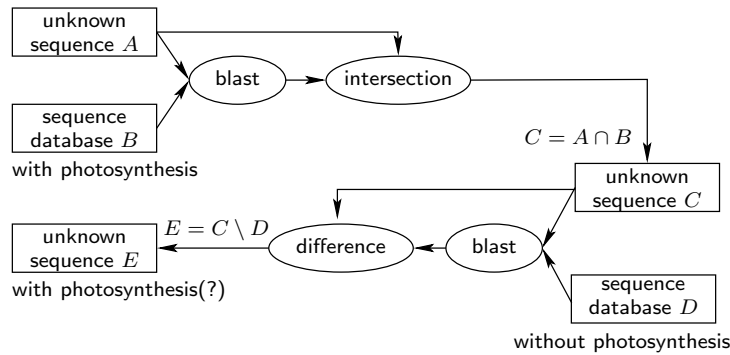 unknown
sequence A
blast
intersection
sequence
database B
with photosynthesis
C = A ∩ B
unknown
sequence C
unknown
sequence E
with photosynthesis(?)
E = C \ D
difference
blast
sequence
database D
without photosynthesis